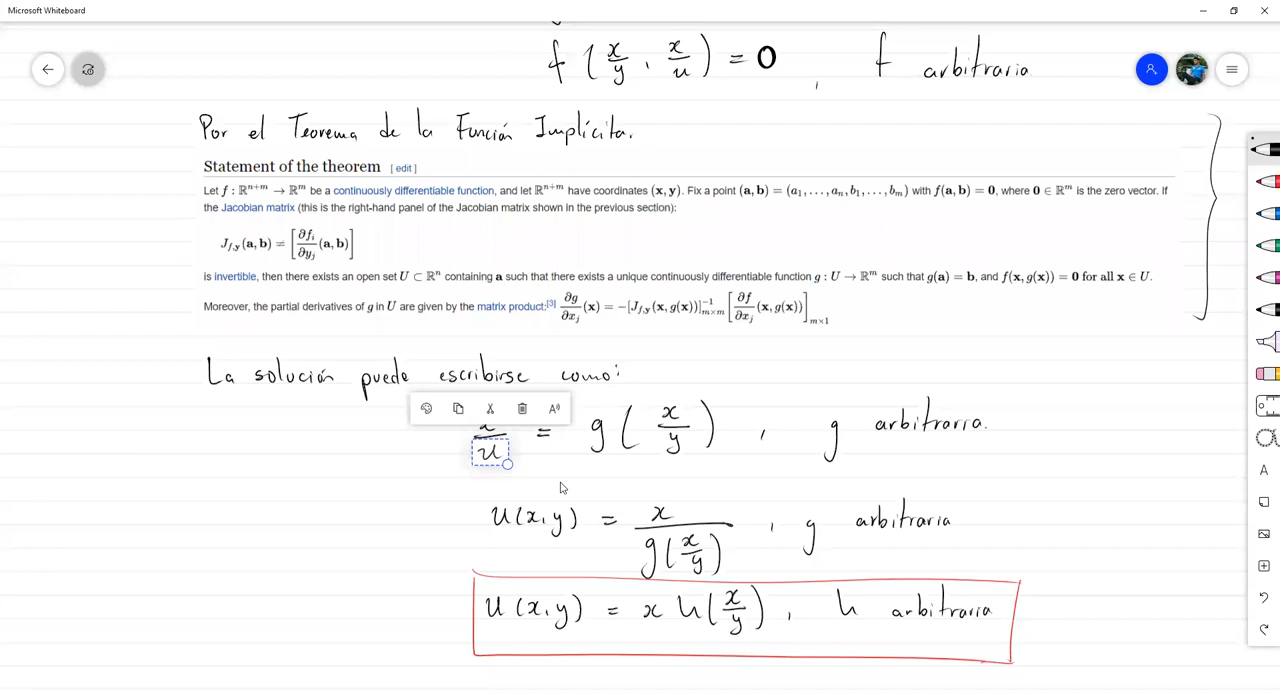 Microsoft Whiteboard
f ( x/y , x/u ) = 0 , f arbitraria
Por el Teorema de la Función Implícita.
Statement of the theorem [ edit ]
Let f : ℝⁿ⁺ᵐ → ℝᵐ be a continuously differentiable function, and let ℝⁿ⁺ᵐ have coordinates (x, y). Fix a point (a, b) = (a₁, …, aₙ, b₁, …, bₘ) with f(a, b) = 0, where 0 ∈ ℝᵐ is the zero vector. If
the Jacobian matrix (this is the right-hand panel of the Jacobian matrix shown in the previous section):
J_{f,y}(a, b) = [ ∂fᵢ/∂yⱼ (a, b) ]
is invertible, then there exists an open set U ⊂ ℝⁿ containing a such that there exists a unique continuously differentiable function g : U → ℝᵐ such that g(a) = b, and f(x, g(x)) = 0 for all x ∈ U.
Moreover, the partial derivatives of g in U are given by the matrix product:[3] ∂g/∂xⱼ (x) = −[J_{f,y}(x, g(x))]⁻¹_{m×m} [ ∂f/∂xⱼ (x, g(x)) ]_{m×1}
La solución puede escribirse como:
x/u = g ( x/y ) , g arbitraria.
u(x,y) = x / g(x/y) , g arbitraria
u(x,y) = x h(x/y) , h arbitraria